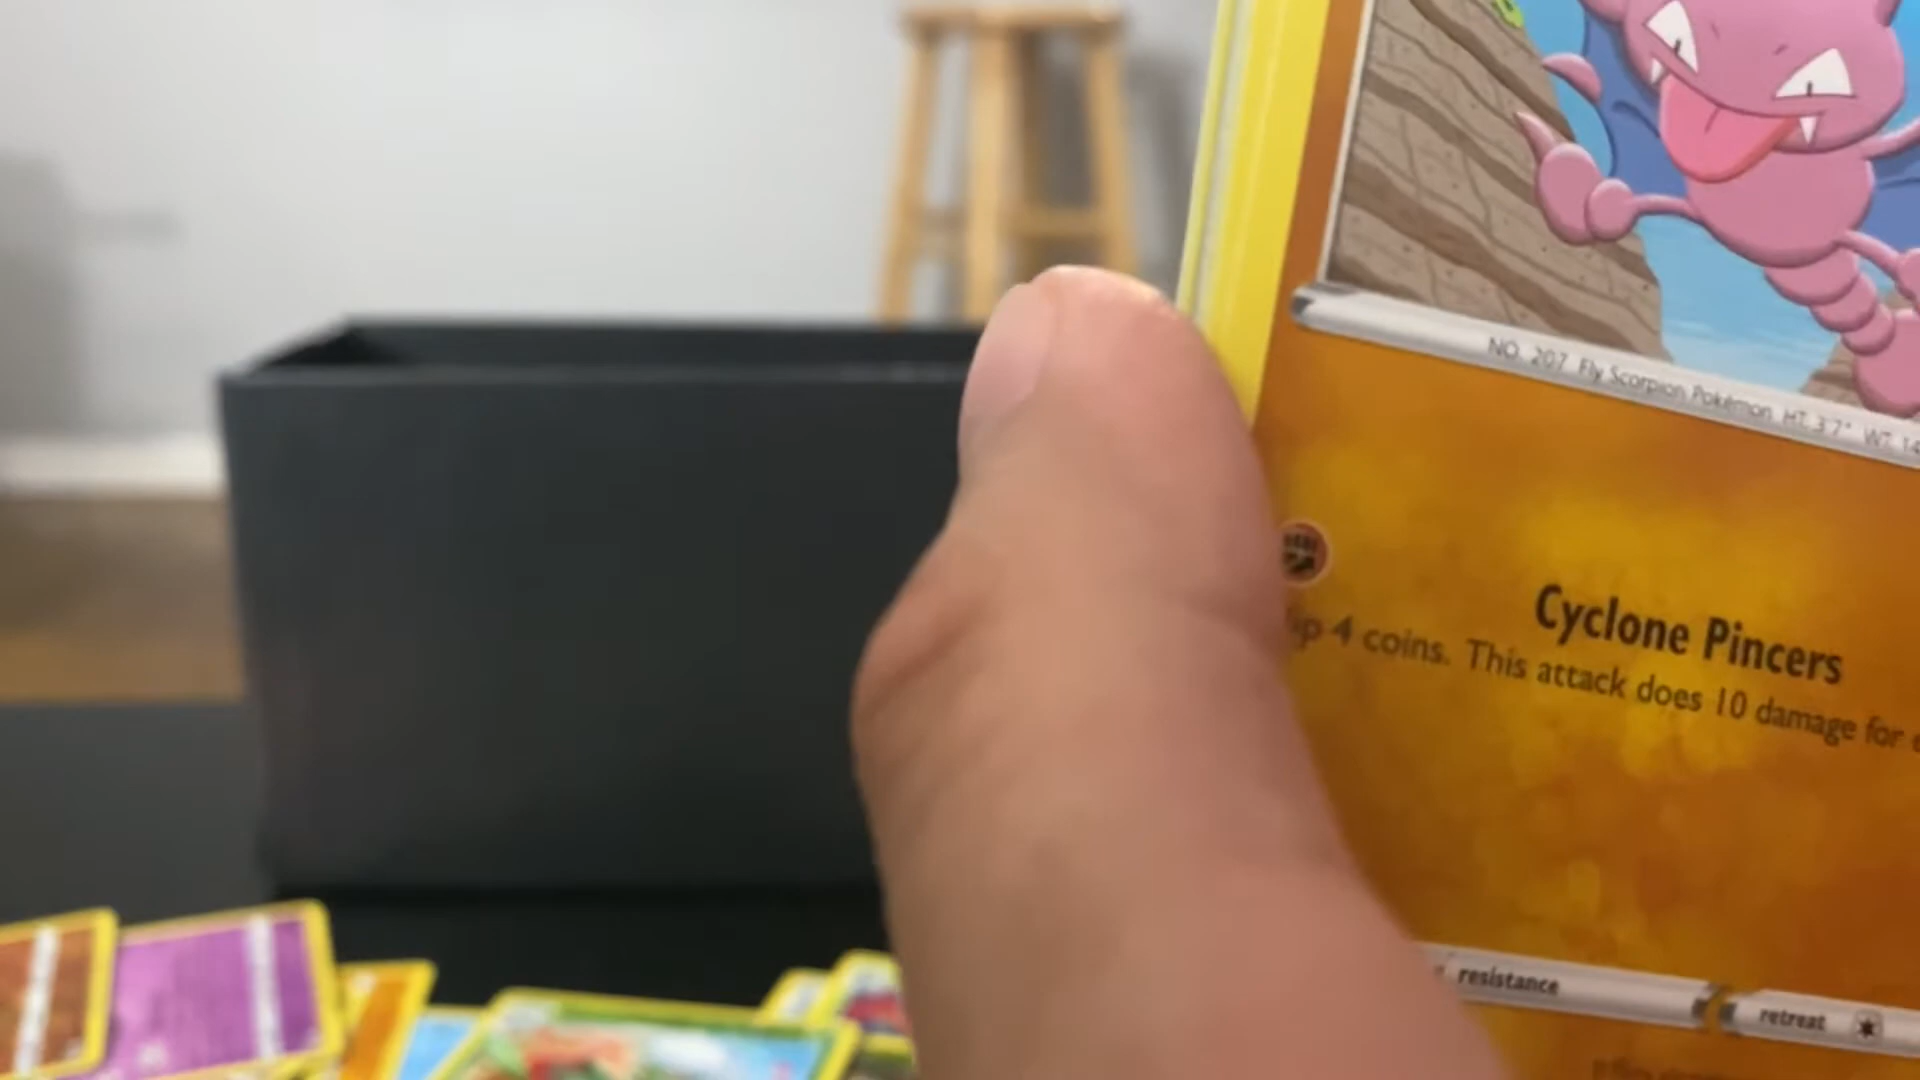 NO. 207 Fly Scorpion Pokémon HT. 3'7" WT. 14
Cyclone Pincers
ip 4 coins. This attack does 10 damage for e
resistance
retreat